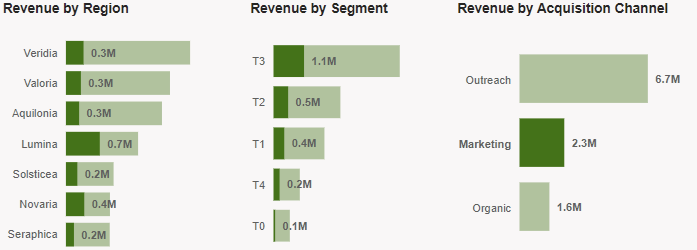 Revenue by Region
Veridia 0.3M
Valoria 0.3M
Aquilonia 0.3M
Lumina 0.7M
Solsticea 0.2M
Novaria 0.4M
Seraphica 0.2M
Revenue by Segment
T3 1.1M
T2 0.5M
T1 0.4M
T4 0.2M
T0 0.1M
Revenue by Acquisition Channel
Outreach 6.7M
Marketing 2.3M
Organic 1.6M